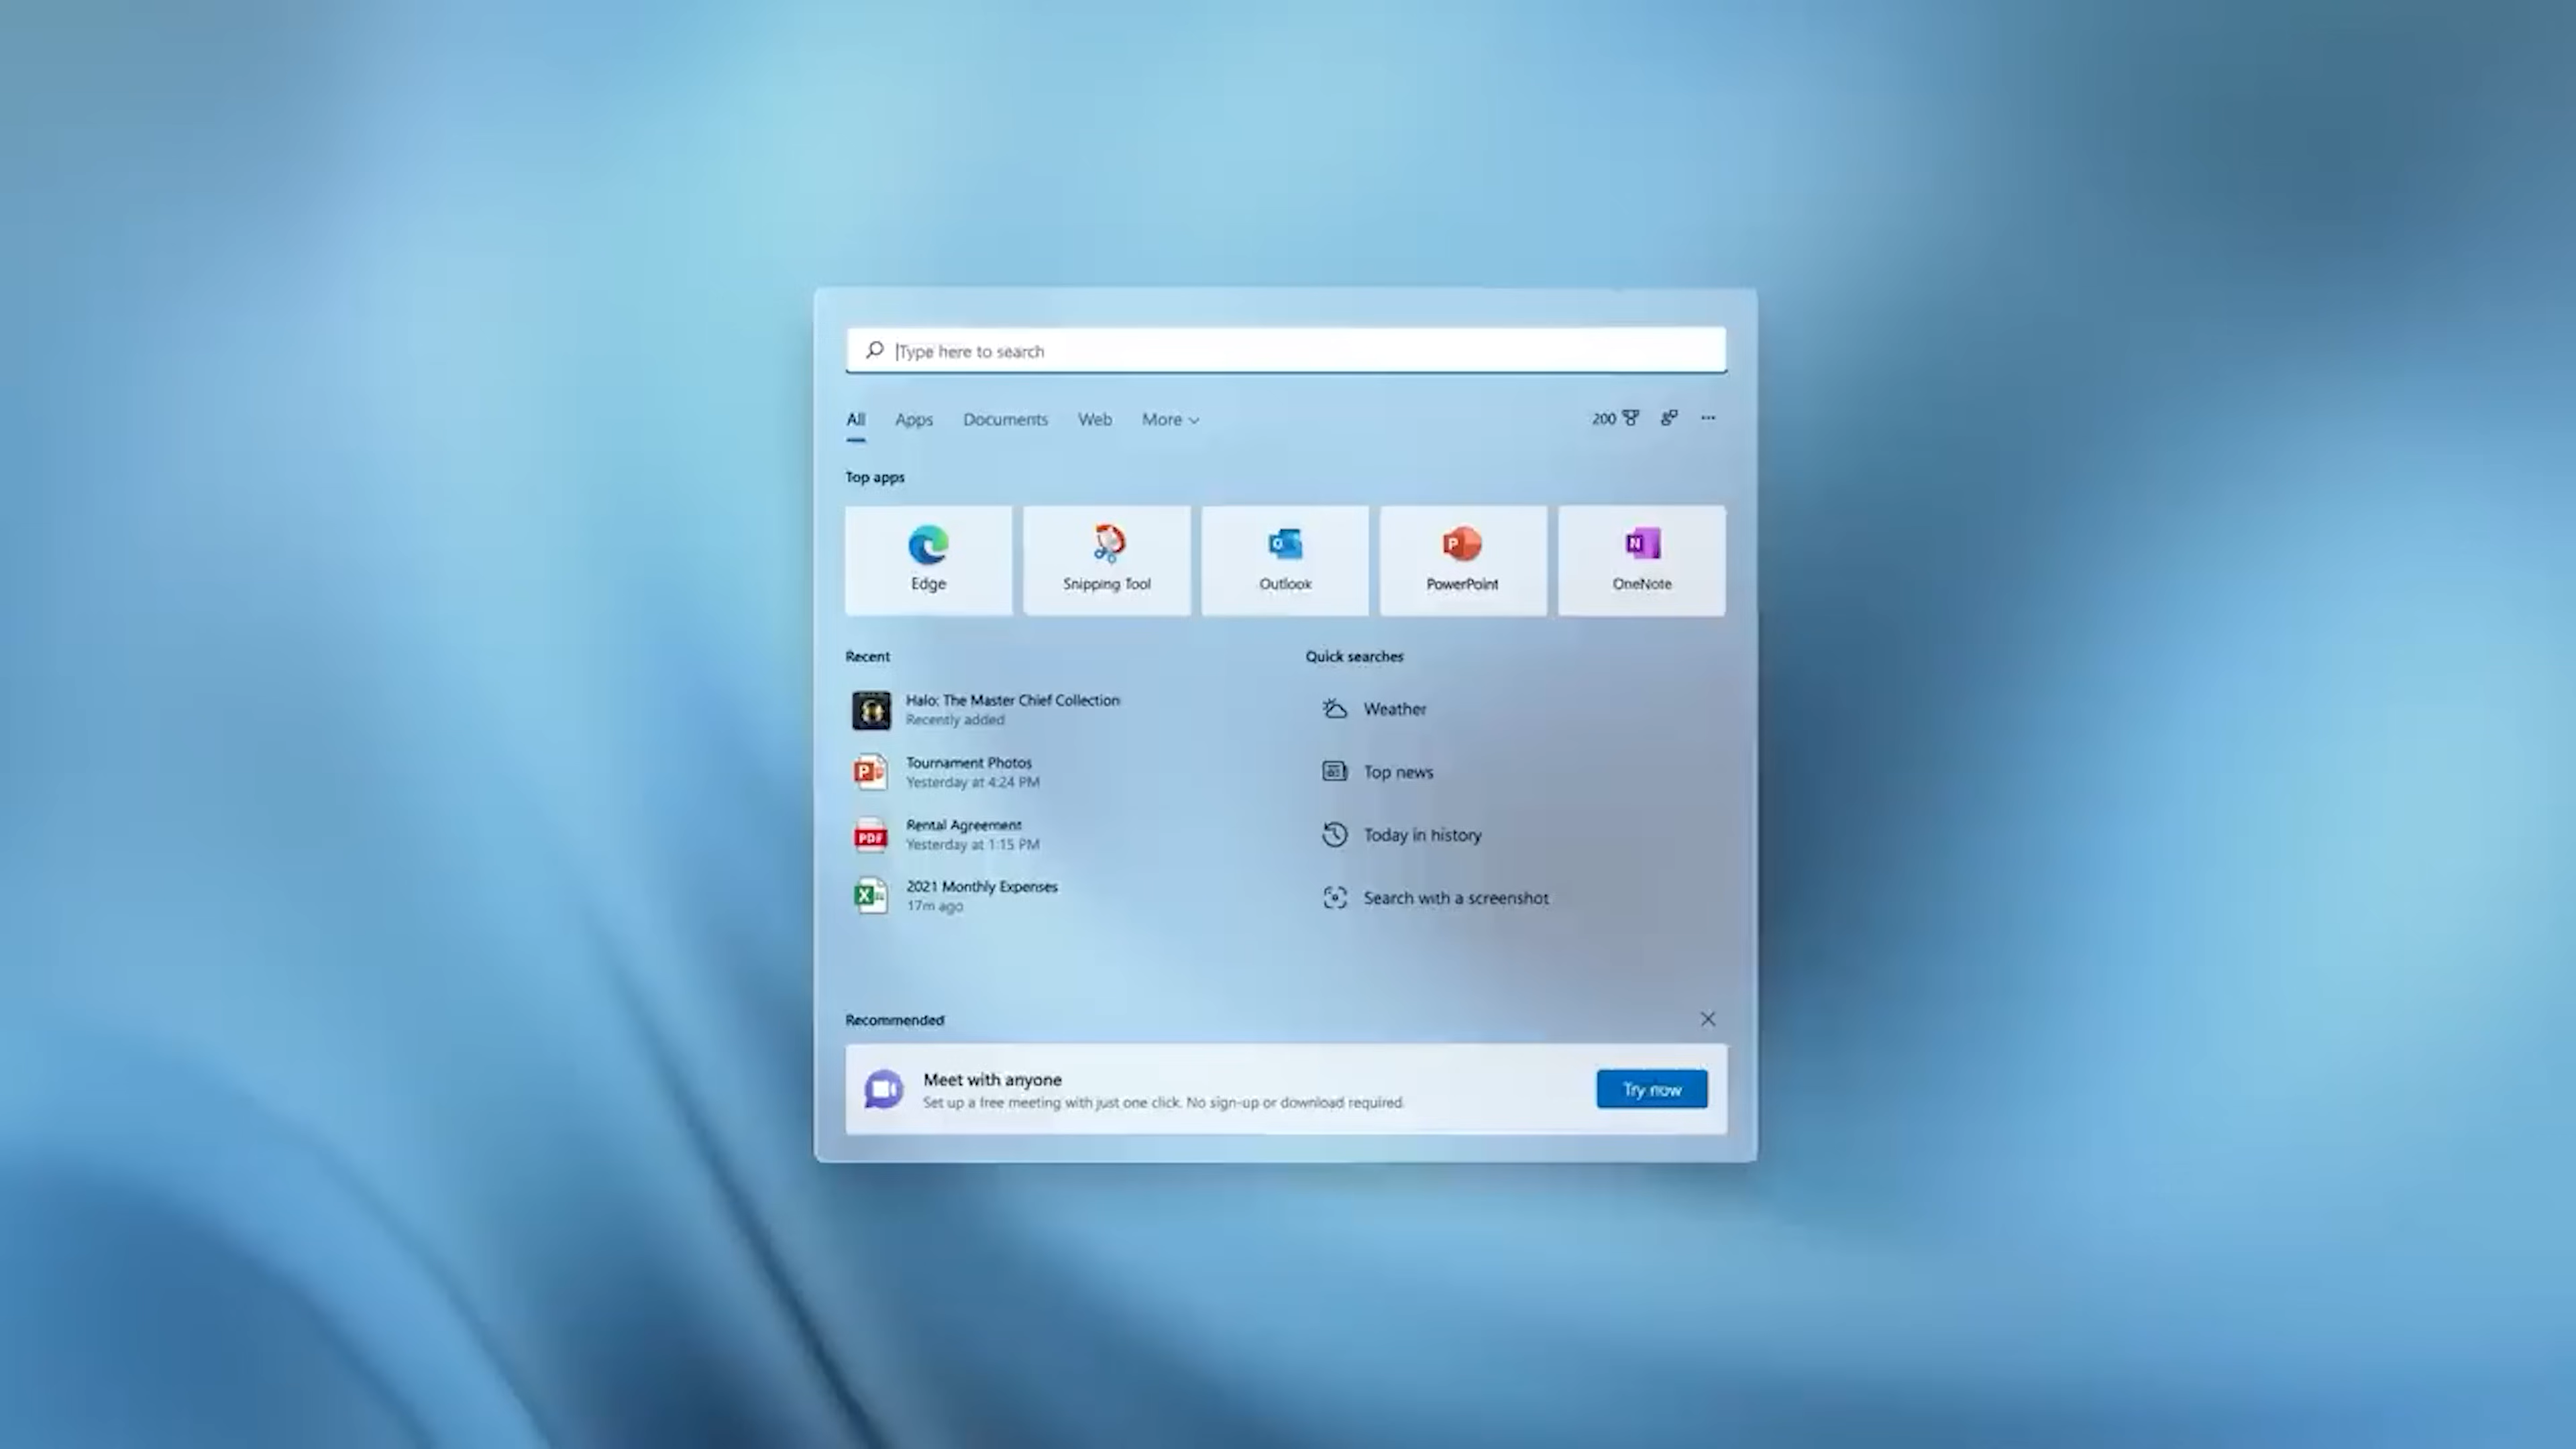 Type here to search
All Apps Documents Web More
200
Top apps
Edge Snipping Tool Outlook PowerPoint OneNote
Recent
Halo: The Master Chief Collection
Recently added
Tournament Photos
Yesterday at 4:24 PM
Rental Agreement
Yesterday at 1:15 PM
2021 Monthly Expenses
17m ago
Quick searches
Weather
Top news
Today in history
Search with a screenshot
Recommended
Meet with anyone
Set up a free meeting with just one click. No sign-up or download required.
Try now